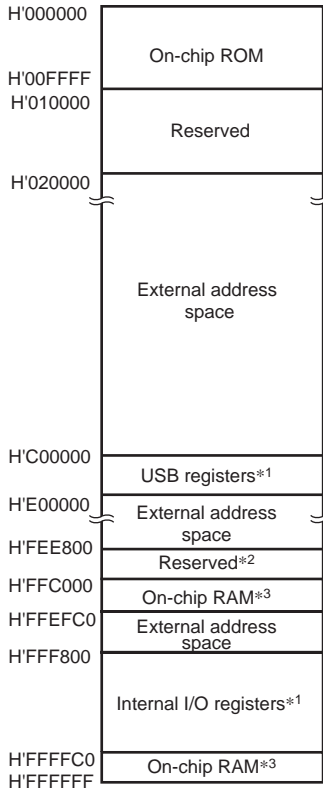 H'000000
On-chip ROM
H'00FFFF
H'010000
Reserved
H'020000
External address
space
H'C00000
USB registers*1
H'E00000
External address
space
H'FEE800
Reserved*2
H'FFC000
On-chip RAM*3
H'FFEFC0
External address
space
H'FFF800
Internal I/O registers*1
H'FFFFC0
On-chip RAM*3
H'FFFFFF